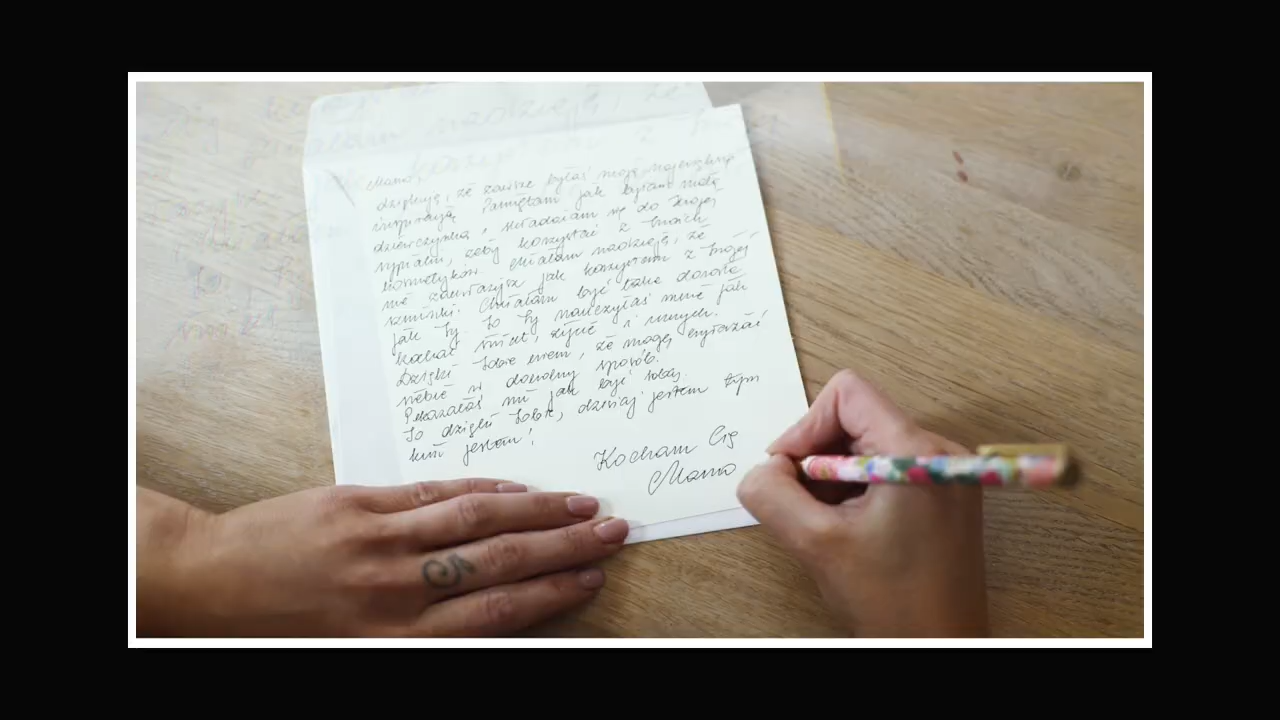 Mamo,
dziękuję, że zawsze byłaś moją największą
inspiracją. Pamiętam jak byłam małą
dziewczynką, skradałam się do Twojej
sypialni, żeby korzystać z Twoich
kosmetyków. Miałam nadzieję, że
nie zauważysz jak korzystam z Twojej
szminki. Chciałam być taka dorosła
jak Ty. To Ty nauczyłaś mnie jak
kochać świat, życie i innych.
Dzięki Tobie wiem, że mogę wyrażać
siebie w dowolny sposób.
Pokazałaś mi jak być sobą.
To dzięki Tobie, dzisiaj jestem tym
kim jestem!
Kocham Cię
Mamo